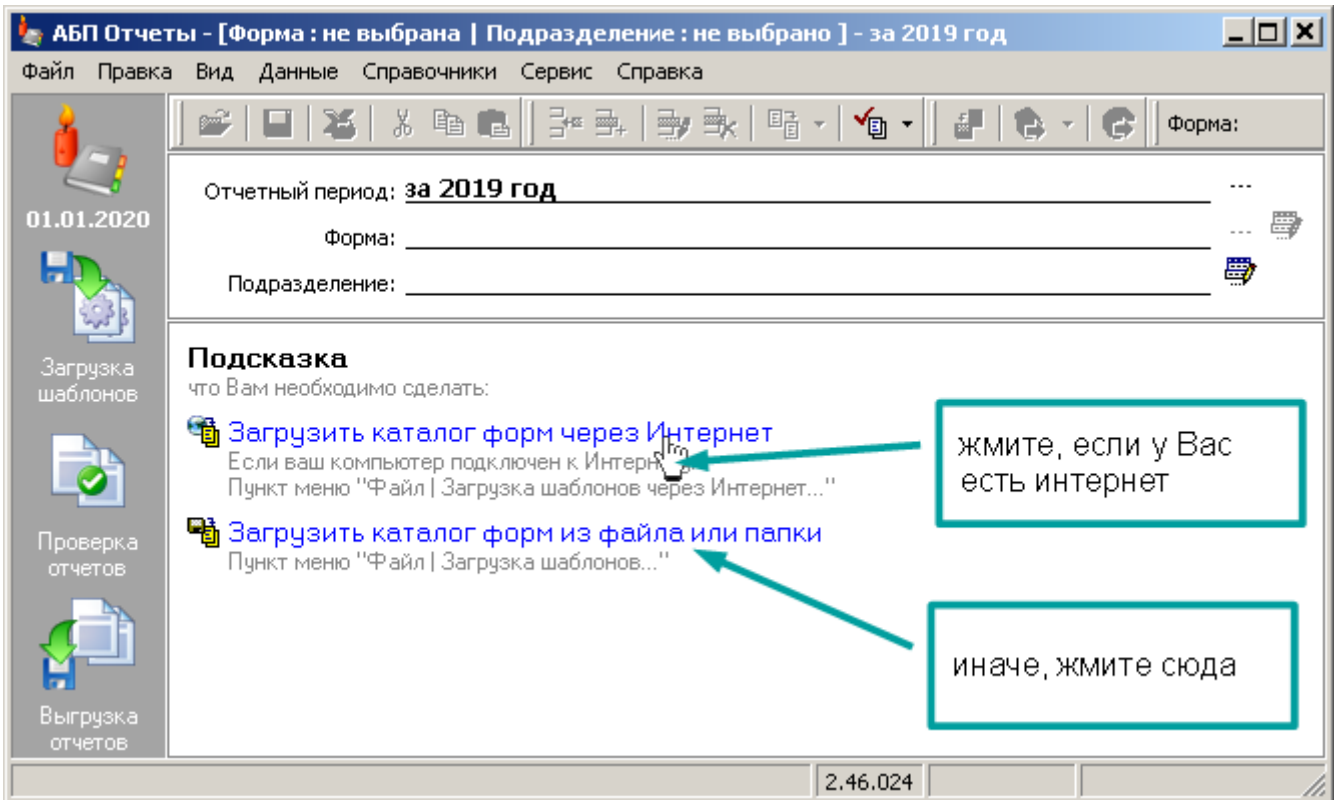 АБП Отчеты - [Форма : не выбрана | Подразделение : не выбрано ] - за 2019 год
Файл Правка Вид Данные Справочники Сервис Справка
Форма:
01.01.2020
Загрузка
шаблонов
Проверка
отчетов
Выгрузка
отчетов
Отчетный период: за 2019 год ...
Форма: ...
Подразделение:
Подсказка
что Вам необходимо сделать:
Загрузить каталог форм через Интернет
Если ваш компьютер подключен к
Пункт меню "Файл | Загрузка шаблонов через Интернет..."
Загрузить каталог форм из файла или папки
Пункт меню "Файл | Загрузка шаблонов..."
жмите, если у Вас
есть интернет
иначе, жмите сюда
2.46.024